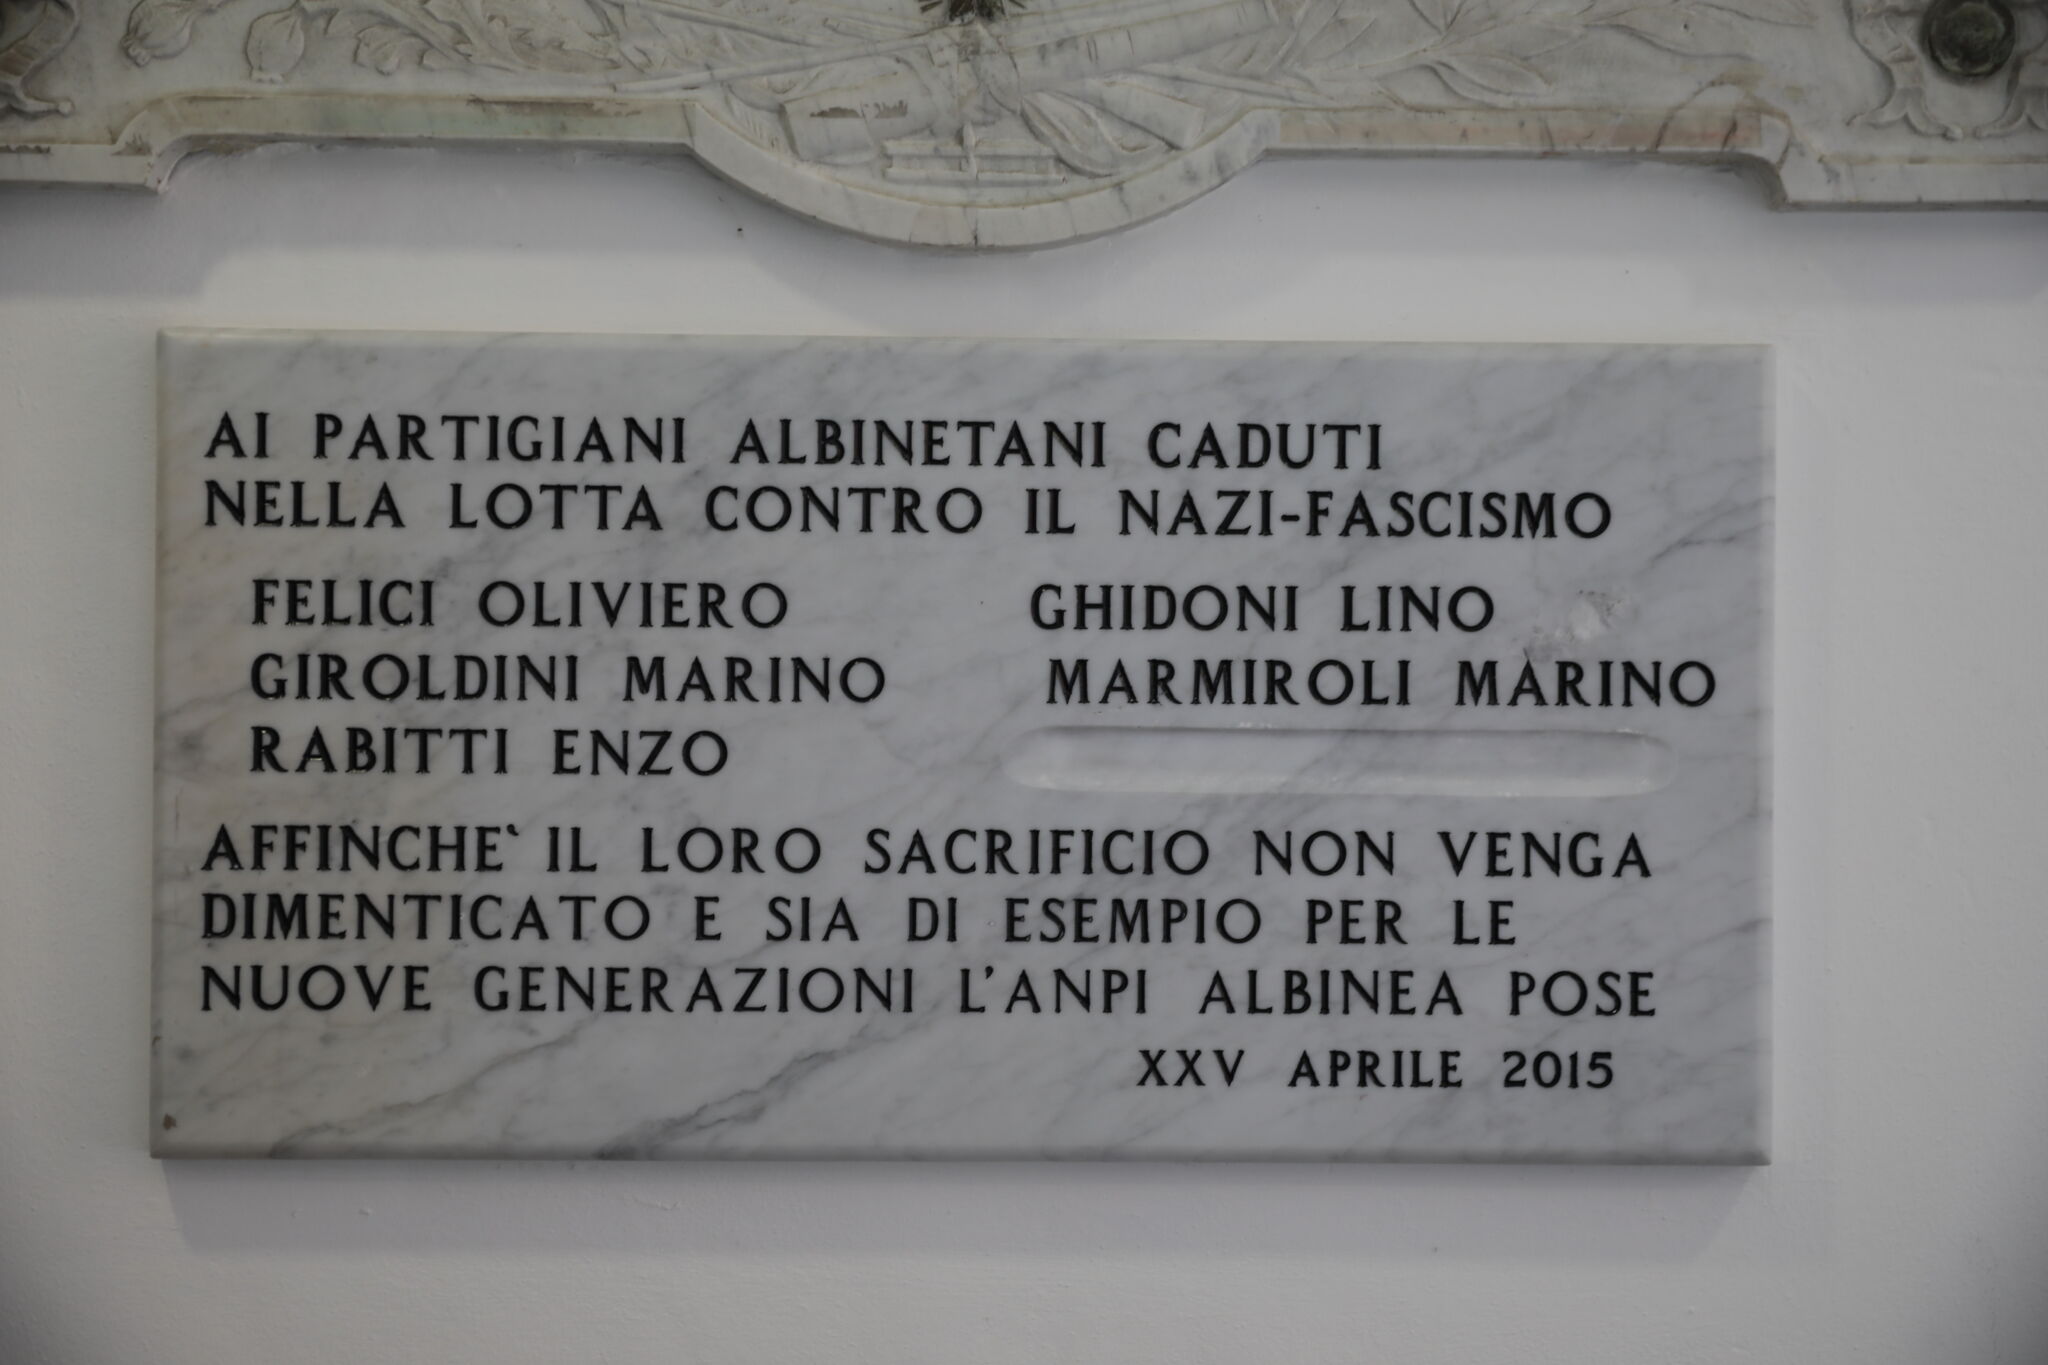 AI PARTIGIANI ALBINETANI CADUTI
NELLA LOTTA CONTRO IL NAZI-FASCISMO
FELICI OLIVIERO GHIDONI LINO
GIROLDINI MARINO MARMIROLI MARINO
RABITTI ENZO
AFFINCHE` IL LORO SACRIFICIO NON VENGA
DIMENTICATO E SIA DI ESEMPIO PER LE
NUOVE GENERAZIONI L'ANPI ALBINEA POSE
XXV APRILE 2015